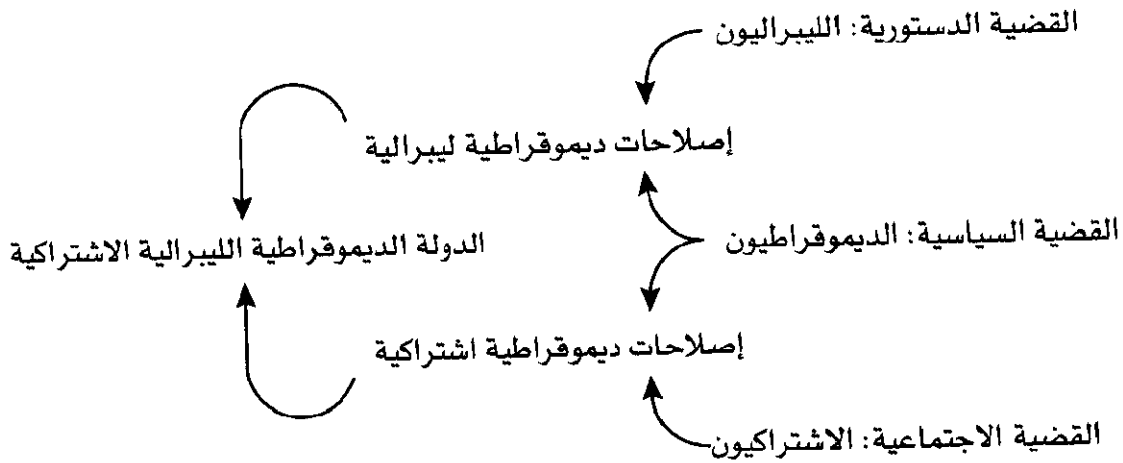 القضية الدستورية: الليبراليون
إصلاحات ديموقراطية ليبرالية
القضية السياسية: الديموقراطيون
الدولة الديموقراطية الليبرالية الاشتراكية
إصلاحات ديموقراطية اشتراكية
القضية الاجتماعية: الاشتراكيون